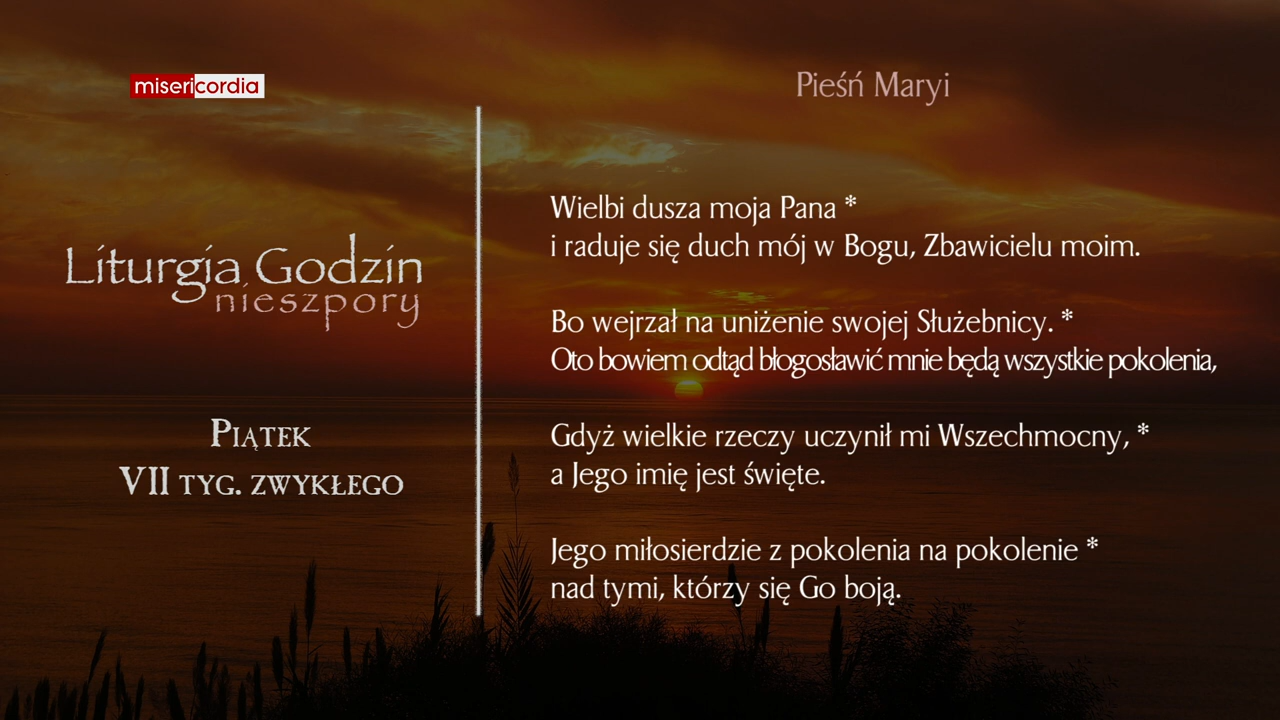 misericordia
Liturgia Godzin
nieszpory
Piątek
VII tyg. zwykłego
Pieśń Maryi
Wielbi dusza moja Pana *
i raduje się duch mój w Bogu, Zbawicielu moim.
Bo wejrzał na uniżenie swojej Służebnicy. *
Oto bowiem odtąd błogosławić mnie będą wszystkie pokolenia,
Gdyż wielkie rzeczy uczynił mi Wszechmocny, *
a Jego imię jest święte.
Jego miłosierdzie z pokolenia na pokolenie *
nad tymi, którzy się Go boją.